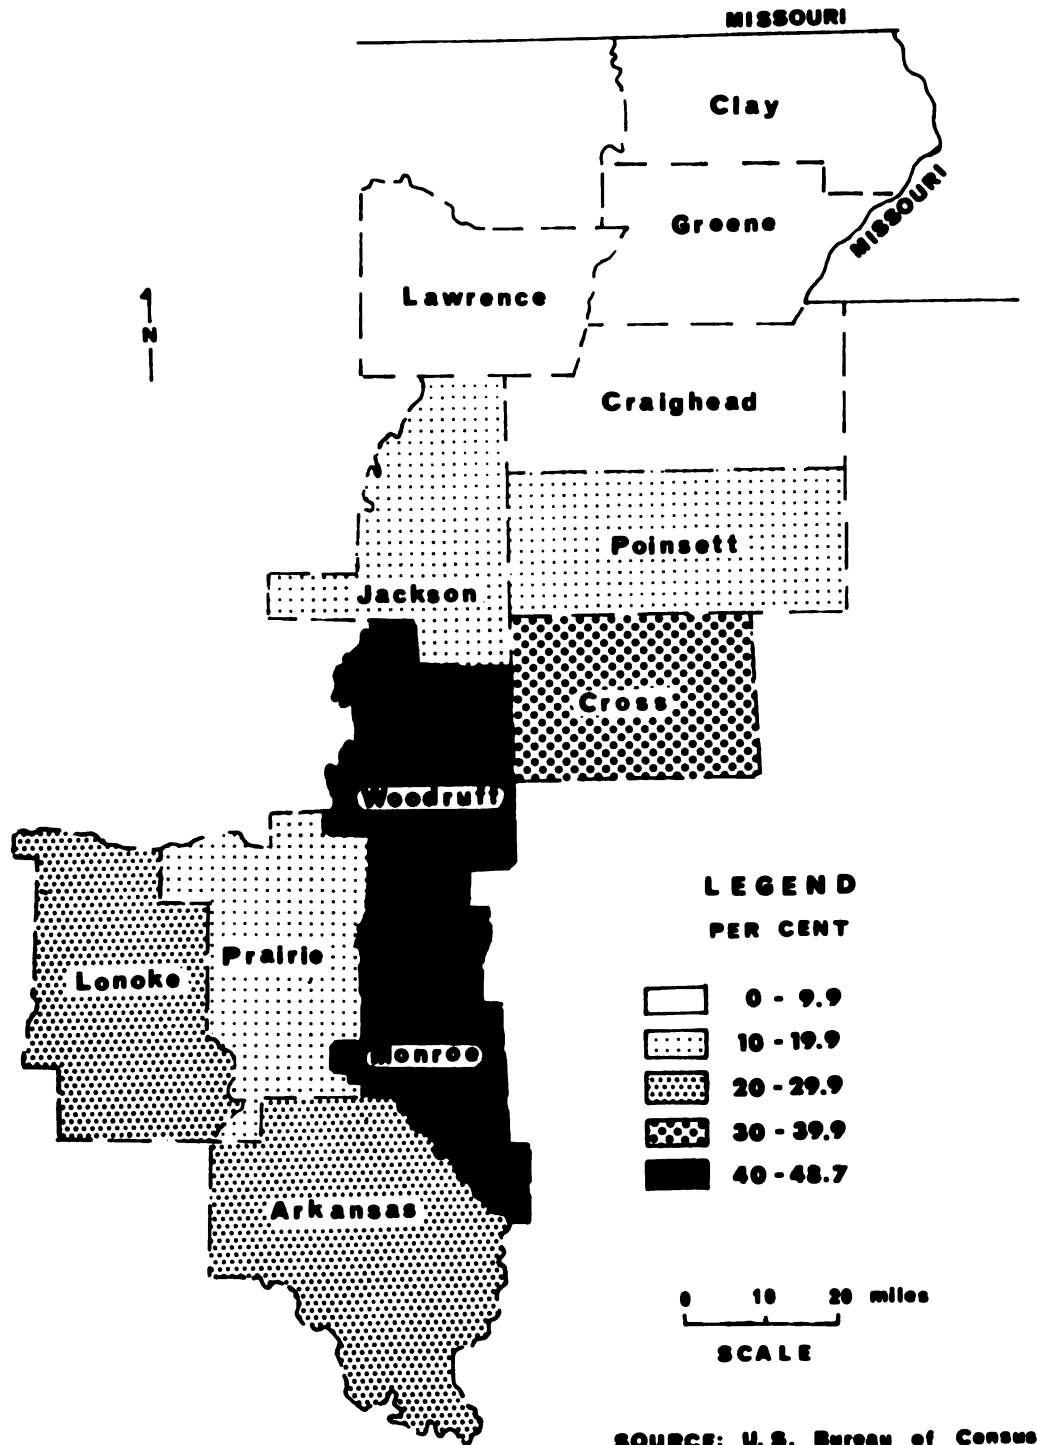 MISSOURI
Clay
MISSOURI
Greene
Lawrence
N
Craighead
Poinsett
Jackson
Cross
Woodruff
LEGEND
PER CENT
Prairie
Lonoke
0 - 9.9
10 - 19.9
Monroe
20 - 29.9
30 - 39.9
40 - 48.7
Arkansas
0 10 20 miles
SCALE
SOURCE: U.S. Bureau of Census